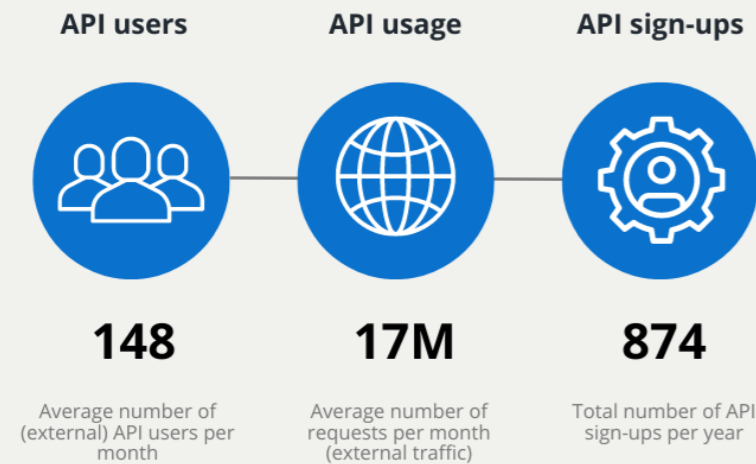 API users
API usage
API sign-ups
148
17M
874
Average number of
(external) API users per
month
Average number of
requests per month
(external traffic)
Total number of API
sign-ups per year